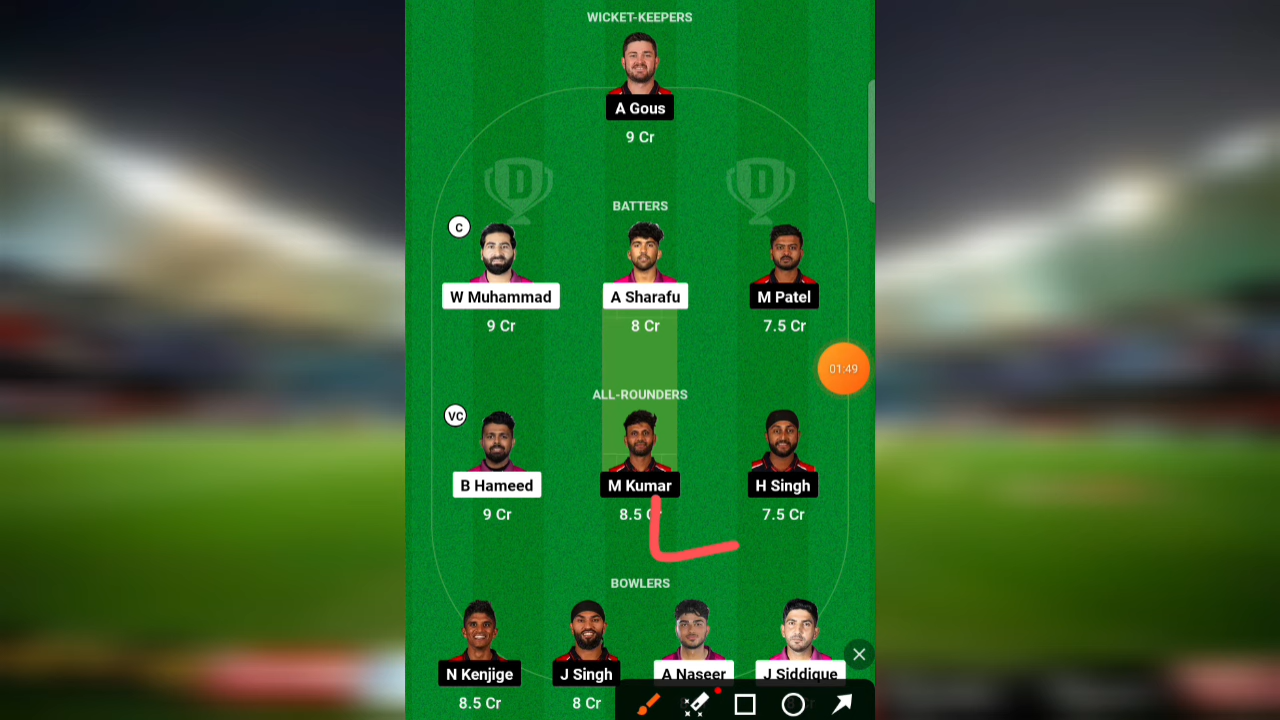 WICKET-KEEPERS
A Gous
9 Cr
D D
BATTERS
C
W Muhammad A Sharafu M Patel
9 Cr 8 Cr 7.5 Cr
01:49
ALL-ROUNDERS
VC
B Hameed M Kumar H Singh
9 Cr 8.5 7.5 Cr
BOWLERS
N Kenjige J Singh A Naseer J Siddique
8.5 Cr 8 Cr